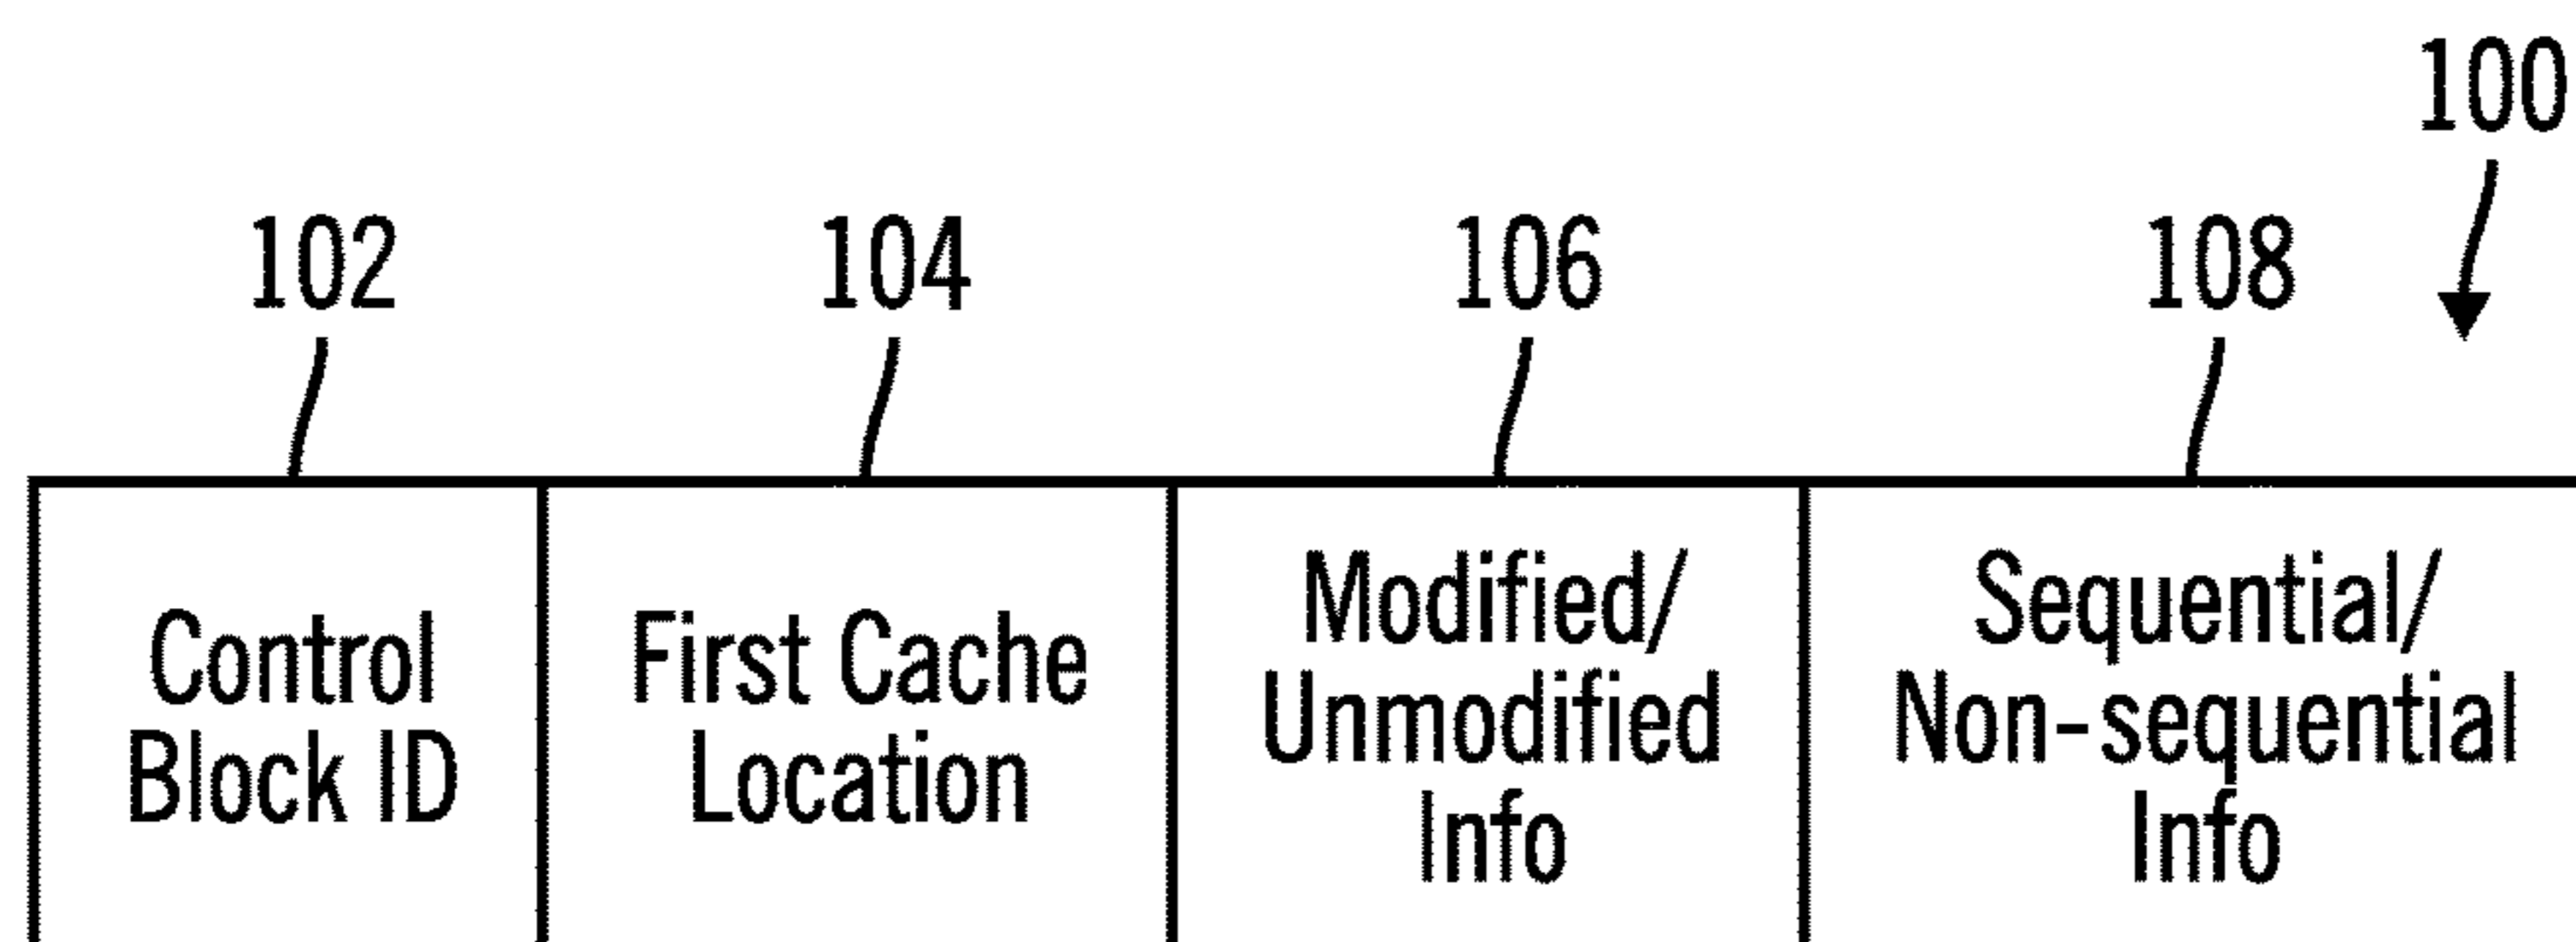 100
102 104 106 108
Control
Block ID
First Cache
Location
Modified/
Unmodified
Info
Sequential/
Non-sequential
Info